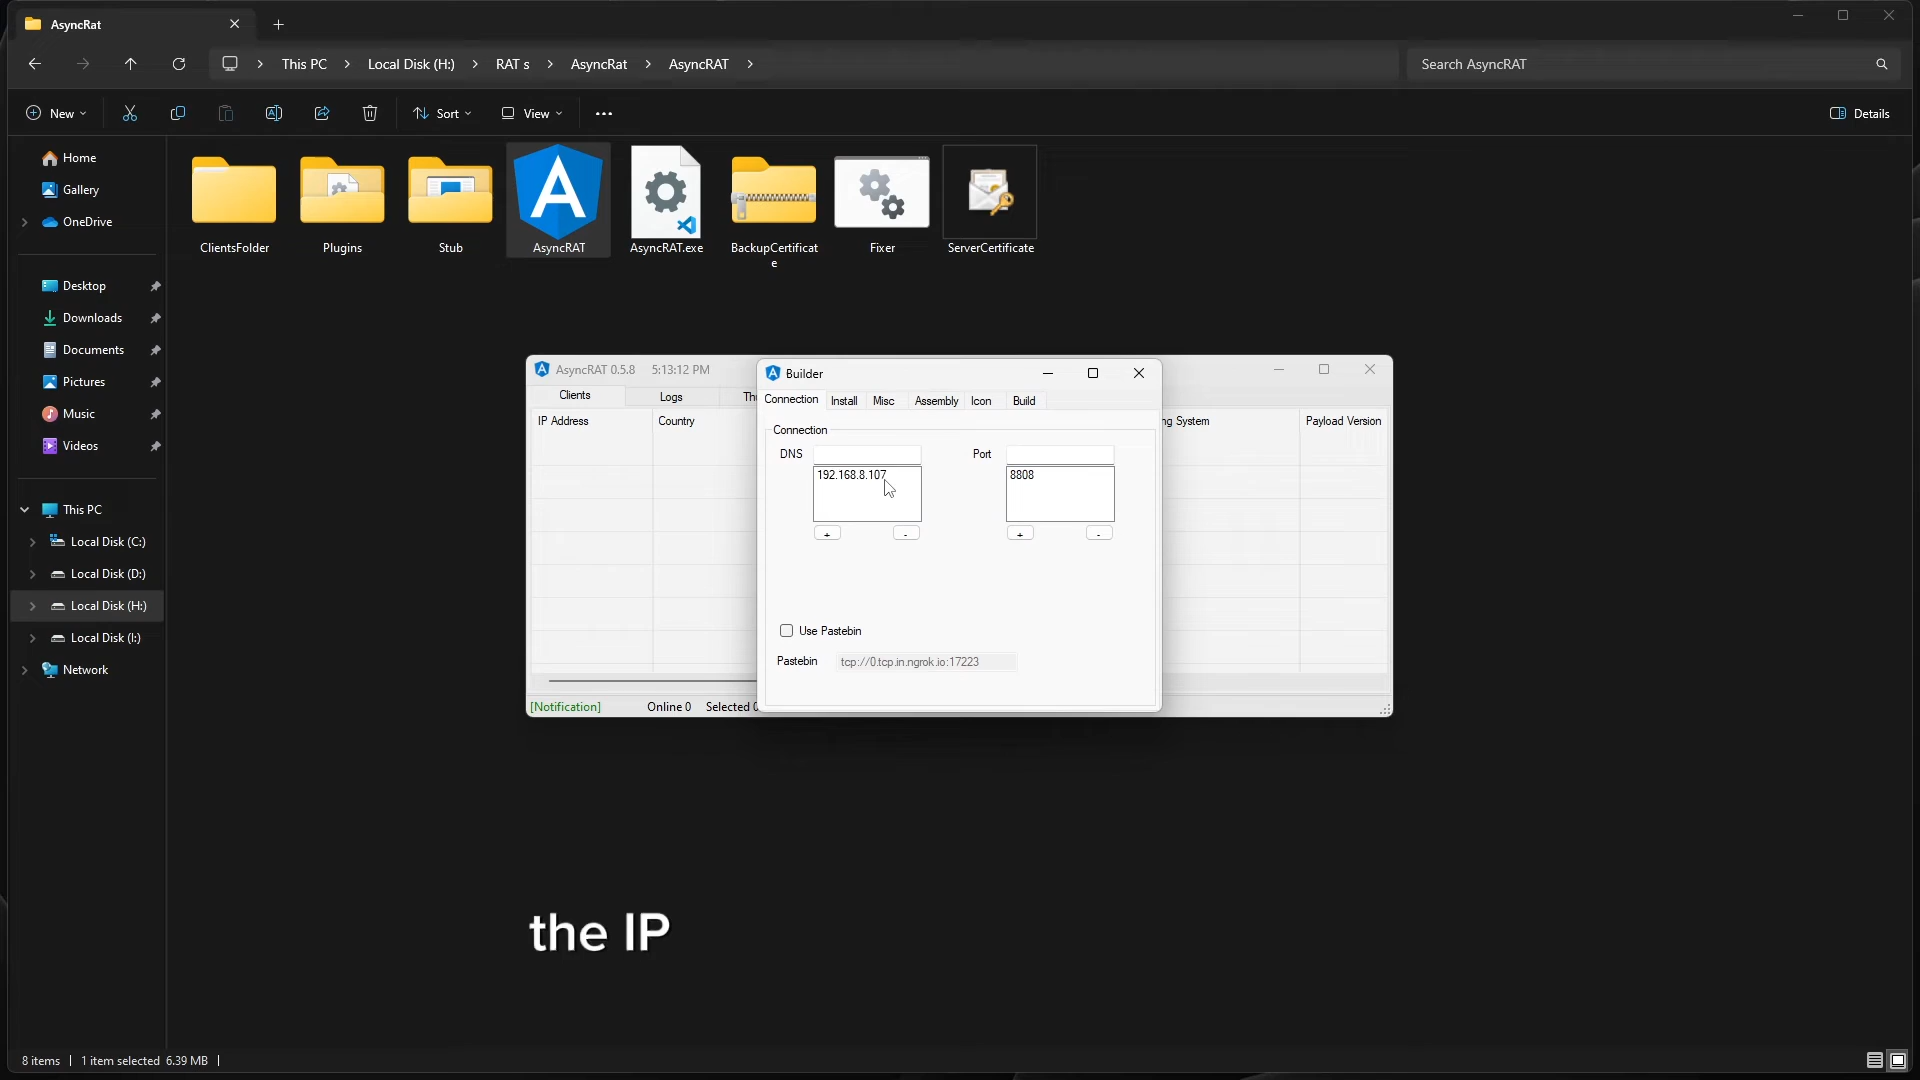 AsyncRat
This PC
Local Disk (H:)
RAT s
AsyncRat
AsyncRAT
Search AsyncRAT
New
Sort
View
Details
Home
Gallery
OneDrive
Desktop
Downloads
Documents
Pictures
Music
Videos
This PC
Local Disk (C:)
Local Disk (D:)
Local Disk (H:)
Local Disk (I:)
Network
ClientsFolder
Plugins
Stub
AsyncRAT
AsyncRAT.exe
BackupCertificat
e
Fixer
ServerCertificate
AsyncRAT 0.5.8 5:13:12 PM
Clients
Logs
IP Address
Country
ng System
Payload Version
[Notification] Online 0 Selected
Builder
Connection Install Misc Assembly Icon Build
Connection
DNS
Port
192.168.8.107
8808
+ - + -
Use Pastebin
Pastebin tcp://0.tcp.in.ngrok.io:17223
the IP
8 items 1 item selected 6.39 MB